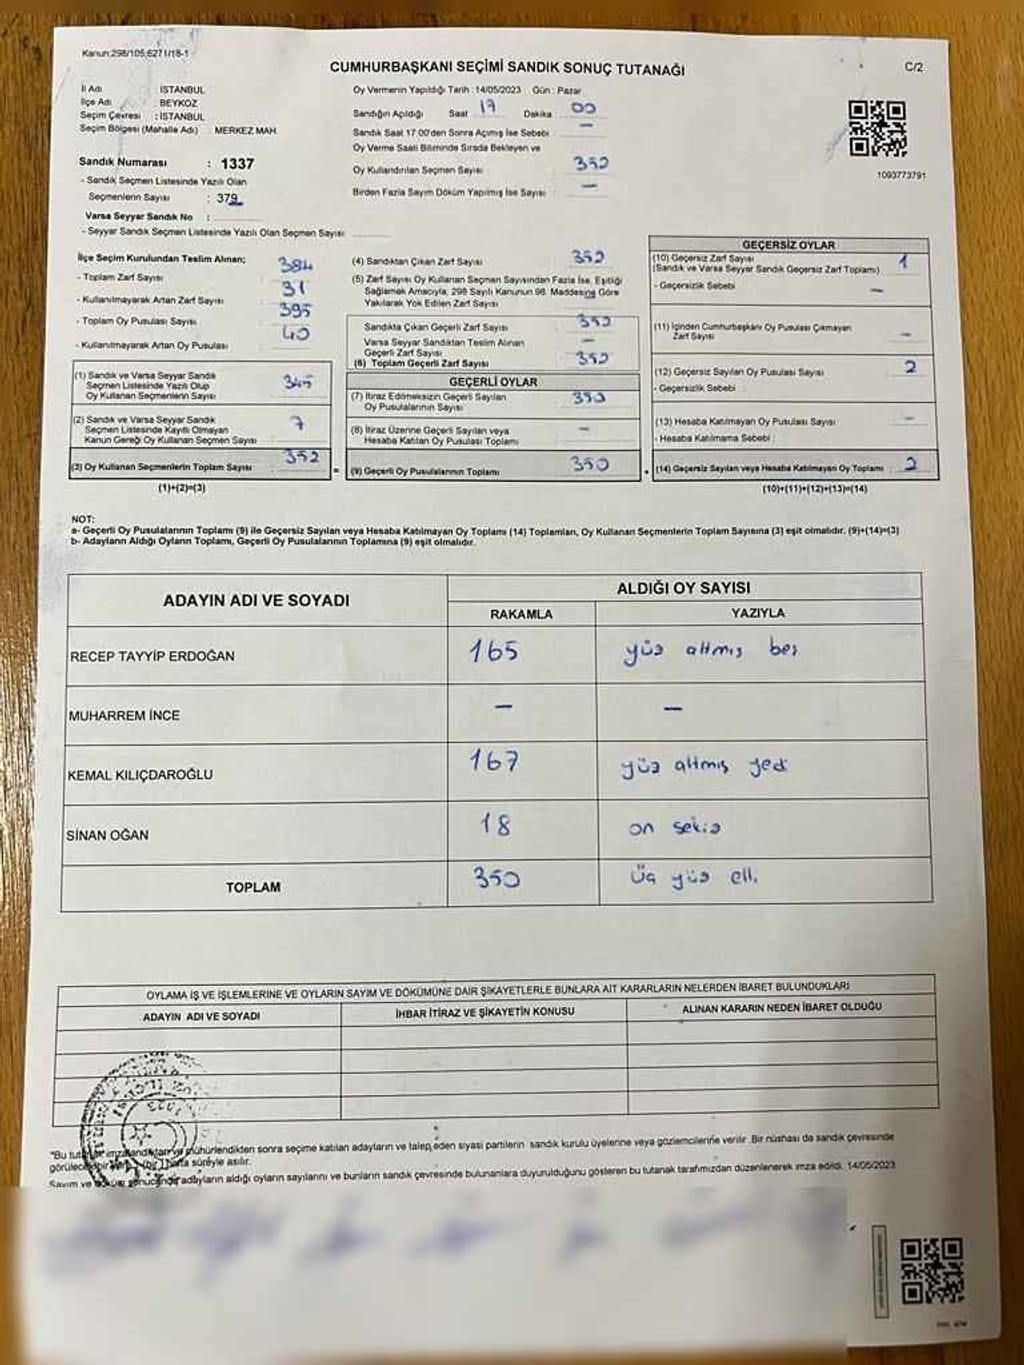 Kanun:298/105;6271/18-1
CUMHURBAŞKANI SEÇİMİ SANDIK SONUÇ TUTANAĞI
C/2
İl Adı : İSTANBUL
İlçe Adı : BEYKOZ
Seçim Çevresi : İSTANBUL
Seçim Bölgesi (Mahalle Adı) : MERKEZ MAH.
Sandık Numarası : 1337
- Sandık Seçmen Listesinde Yazılı Olan
Seçmenlerin Sayısı : 379
Varsa Seyyar Sandık No :
- Seyyar Sandık Seçmen Listesinde Yazılı Olan Seçmen Sayısı:
Oy Vermenin Yapıldığı Tarih : 14/05/2023 Gün : Pazar
Sandığın Açıldığı Saat 17 Dakika 00
Sandık Saat 17:00'den Sonra Açılmış İse Sebebi : —
Oy Verme Saati Bitiminde Sırada Bekleyen ve
Oy Kullandırılan Seçmen Sayısı : 352
Birden Fazla Sayım Döküm Yapılmış İse Sayısı : —
1093773791
İlçe Seçim Kurulundan Teslim Alınan;
- Toplam Zarf Sayısı 384
- Kullanılmayarak Artan Zarf Sayısı 31
- Toplam Oy Pusulası Sayısı 395
- Kullanılmayarak Artan Oy Pusulası 40
(1) Sandık ve Varsa Seyyar Sandık
Seçmen Listesinde Yazılı Olup
Oy Kullanan Seçmenlerin Sayısı 345
(2) Sandık ve Varsa Seyyar Sandık
Seçmen Listesinde Kayıtlı Olmayan
Kanun Gereği Oy Kullanan Seçmen Sayısı 7
(3) Oy Kullanan Seçmenlerin Toplam Sayısı 352
(1)+(2)=(3)
(4) Sandıktan Çıkan Zarf Sayısı 352
(5) Zarf Sayısı Oy Kullanan Seçmen Sayısından Fazla İse, Eşitliği
Sağlamak Amacıyla, 298 Sayılı Kanunun 98. Maddesine Göre
Yakılarak Yok Edilen Zarf Sayısı
Sandıkta Çıkan Geçerli Zarf Sayısı 352
Varsa Seyyar Sandıktan Teslim Alınan
Geçerli Zarf Sayısı —
(6) Toplam Geçerli Zarf Sayısı 352
GEÇERLİ OYLAR
(7) İtiraz Edilmeksizin Geçerli Sayılan
Oy Pusulalarının Sayısı 350
(8) İtiraz Üzerine Geçerli Sayılan veya
Hesaba Katılan Oy Pusulası Toplamı —
= (9) Geçerli Oy Pusulalarının Toplamı 350
GEÇERSİZ OYLAR
(10) Geçersiz Zarf Sayısı 1
(Sandık ve Varsa Seyyar Sandık Geçersiz Zarf Toplamı)
- Geçersizlik Sebebi —
(11) İçinden Cumhurbaşkanı Oy Pusulası Çıkmayan
Zarf Sayısı —
(12) Geçersiz Sayılan Oy Pusulası Sayısı 2
- Geçersizlik Sebebi :
(13) Hesaba Katılmayan Oy Pusulası Sayısı —
- Hesaba Katılmama Sebebi :
+ (14) Geçersiz Sayılan veya Hesaba Katılmayan Oy Toplamı 2
(10)+(11)+(12)+(13)=(14)
NOT:
a- Geçerli Oy Pusulalarının Toplamı (9) ile Geçersiz Sayılan veya Hesaba Katılmayan Oy Toplamı (14) Toplamları, Oy Kullanan Seçmenlerin Toplam Sayısına (3) eşit olmalıdır. (9)+(14)=(3)
b- Adayların Aldığı Oyların Toplamı, Geçerli Oy Pusulalarının Toplamına (9) eşit olmalıdır.
ADAYIN ADI VE SOYADI
ALDIĞI OY SAYISI
RAKAMLA YAZIYLA
RECEP TAYYİP ERDOĞAN 165 yüz altmış beş
MUHARREM İNCE — —
KEMAL KILIÇDAROĞLU 167 yüz altmış yedi
SİNAN OĞAN 18 on sekiz
TOPLAM 350 Üç yüz elli
OYLAMA İŞ VE İŞLEMLERİNE VE OYLARIN SAYIM VE DÖKÜMÜNE DAİR ŞİKAYETLERLE BUNLARA AİT KARARLARIN NELERDEN İBARET BULUNDUKLARI
ADAYIN ADI VE SOYADI
İHBAR İTİRAZ VE ŞİKAYETİN KONUSU
ALINAN KARARIN NEDEN İBARET OLDUĞU
*Bu mühürlendikten sonra seçime katılan adayların ve talep eden siyasi partilerin sandık kurulu üyelerine veya gözlemcilerine verilir. Bir nüshası da sandık çevresinde
süreyle asılır.
Sayım ve adayların aldığı oyların sayılarını ve bunların sandık çevresinde bulunanlara duyurulduğunu gösteren bu tutanak tarafımızdan düzenlenerek imza edildi. 14/05/2023